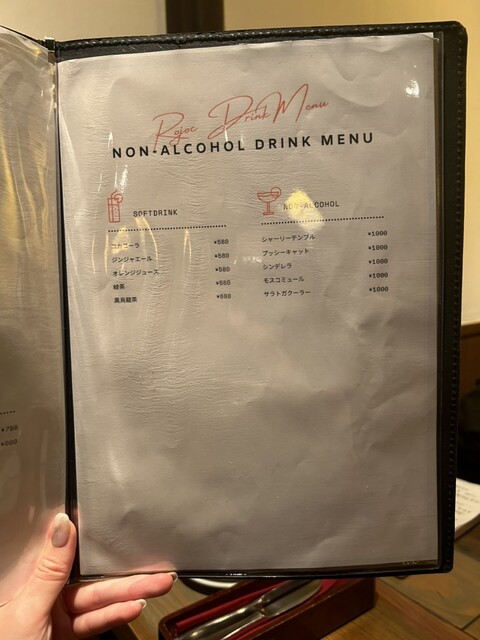 Rojoc Drink Menu
NON-ALCOHOL DRINK MENU
SOFTDRINK
コカコーラ ¥580
ジンジャエール ¥580
オレンジジュース ¥580
緑茶 ¥580
黒烏龍茶 ¥680
NON-ALCOHOL
シャーリーテンプル ¥1000
プッシーキャット ¥1000
シンデレラ ¥1000
モスコミュール ¥1000
サラトガクーラー ¥1000
¥750